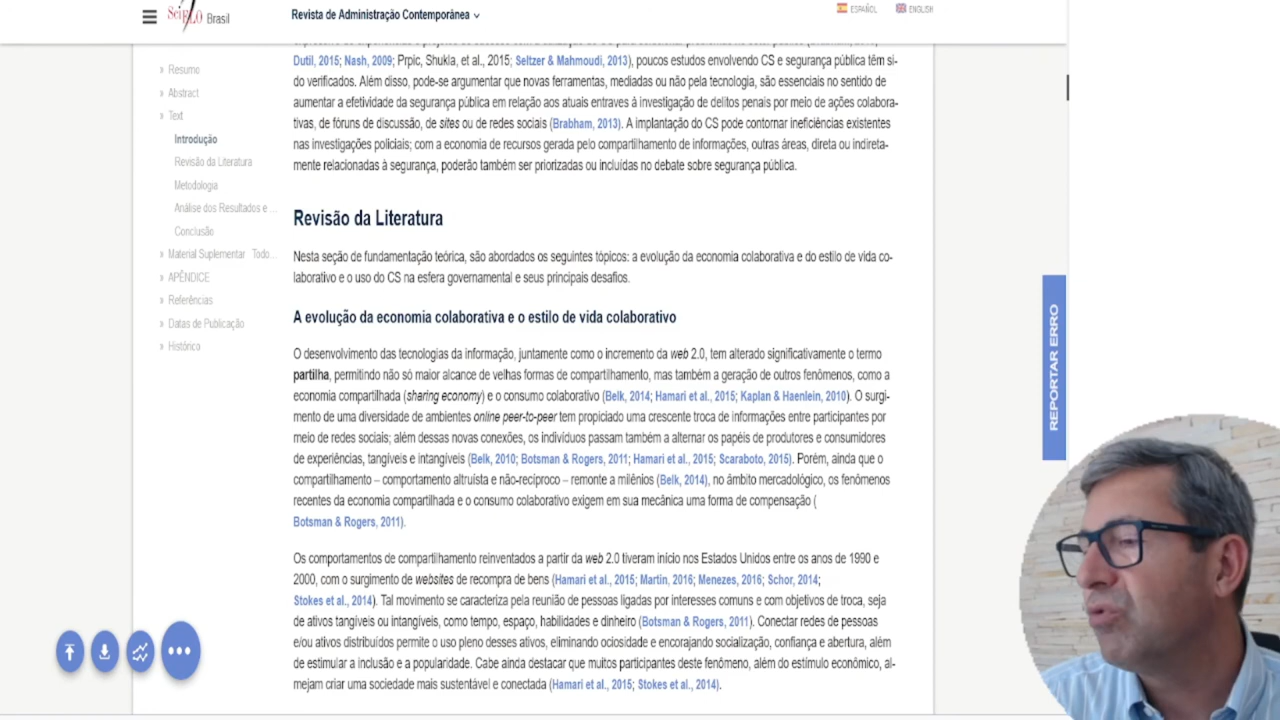 SciELO Brasil
Revista de Administração Contemporânea
ESPAÑOL
ENGLISH
» Resumo
» Abstract
» Text
Introdução
Revisão da Literatura
Metodologia
Análise dos Resultados e ...
Conclusão
» Material Suplementar Todo...
» APÊNDICE
» Referências
» Datas de Publicação
» Histórico
Dutil, 2015; Nash, 2009; Prpic, Shukla, et al., 2015; Seltzer & Mahmoudi, 2013), poucos estudos envolvendo CS e segurança pública têm si-
do verificados. Além disso, pode-se argumentar que novas ferramentas, mediadas ou não pela tecnologia, são essenciais no sentido de
aumentar a efetividade da segurança pública em relação aos atuais entraves à investigação de delitos penais por meio de ações colabora-
tivas, de fóruns de discussão, de sites ou de redes sociais (Brabham, 2013). A implantação do CS pode contornar ineficiências existentes
nas investigações policiais; com a economia de recursos gerada pelo compartilhamento de informações, outras áreas, direta ou indireta-
mente relacionadas à segurança, poderão também ser priorizadas ou incluídas no debate sobre segurança pública.
Revisão da Literatura
Nesta seção de fundamentação teórica, são abordados os seguintes tópicos: a evolução da economia colaborativa e do estilo de vida co-
laborativo e o uso do CS na esfera governamental e seus principais desafios.
A evolução da economia colaborativa e o estilo de vida colaborativo
O desenvolvimento das tecnologias da informação, juntamente como o incremento da web 2.0, tem alterado significativamente o termo
partilha, permitindo não só maior alcance de velhas formas de compartilhamento, mas também a geração de outros fenômenos, como a
economia compartilhada (sharing economy) e o consumo colaborativo (Belk, 2014; Hamari et al., 2015; Kaplan & Haenlein, 2010). O surgi-
mento de uma diversidade de ambientes online peer-to-peer tem propiciado uma crescente troca de informações entre participantes por
meio de redes sociais; além dessas novas conexões, os indivíduos passam também a alternar os papéis de produtores e consumidores
de experiências, tangíveis e intangíveis (Belk, 2010; Botsman & Rogers, 2011; Hamari et al., 2015; Scaraboto, 2015). Porém, ainda que o
compartilhamento – comportamento altruísta e não-recíproco – remonte a milênios (Belk, 2014), no âmbito mercadológico, os fenômenos
recentes da economia compartilhada e o consumo colaborativo exigem em sua mecânica uma forma de compensação (
Botsman & Rogers, 2011).
Os comportamentos de compartilhamento reinventados a partir da web 2.0 tiveram início nos Estados Unidos entre os anos de 1990 e
2000, com o surgimento de websites de recompra de bens (Hamari et al., 2015; Martin, 2016; Menezes, 2016; Schor, 2014;
Stokes et al., 2014). Tal movimento se caracteriza pela reunião de pessoas ligadas por interesses comuns e com objetivos de troca, seja
de ativos tangíveis ou intangíveis, como tempo, espaço, habilidades e dinheiro (Botsman & Rogers, 2011). Conectar redes de pessoas
e/ou ativos distribuídos permite o uso pleno desses ativos, eliminando ociosidade e encorajando socialização, confiança e abertura, além
de estimular a inclusão e a popularidade. Cabe ainda destacar que muitos participantes deste fenômeno, além do estímulo econômico, al-
mejam criar uma sociedade mais sustentável e conectada (Hamari et al., 2015; Stokes et al., 2014).
REPORTAR ERRO